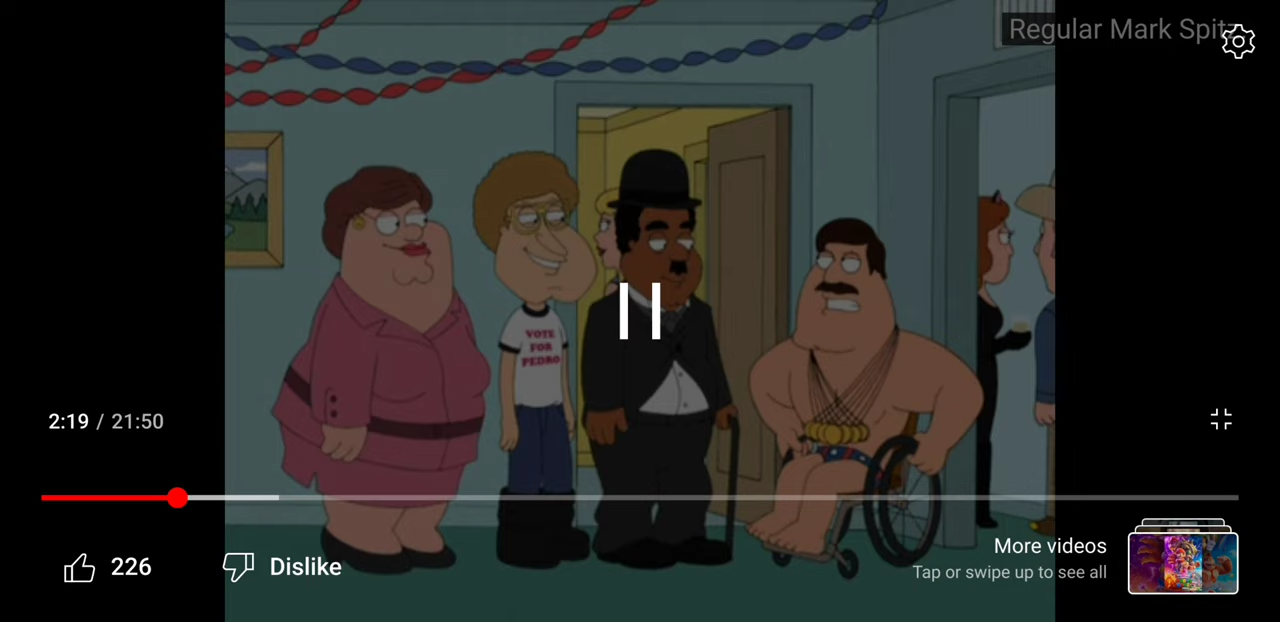 Regular Mark Spitz
VOTE
FOR
PEDRO
2:19 / 21:50
226
Dislike
More videos
Tap or swipe up to see all